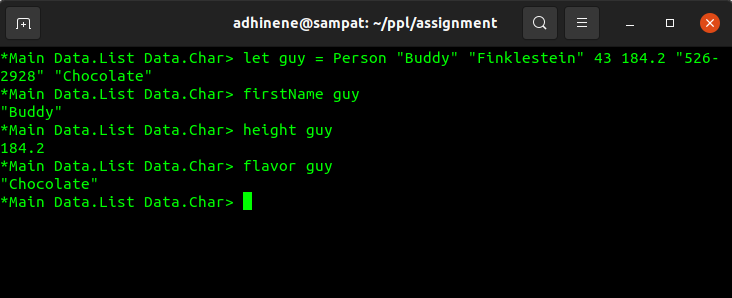 adhinene@sampat: ~/ppl/assignment
*Main Data.List Data.Char> let guy = Person "Buddy" "Finklestein" 43 184.2 "526-
2928" "Chocolate"
*Main Data.List Data.Char> firstName guy
"Buddy"
*Main Data.List Data.Char> height guy
184.2
*Main Data.List Data.Char> flavor guy
"Chocolate"
*Main Data.List Data.Char>